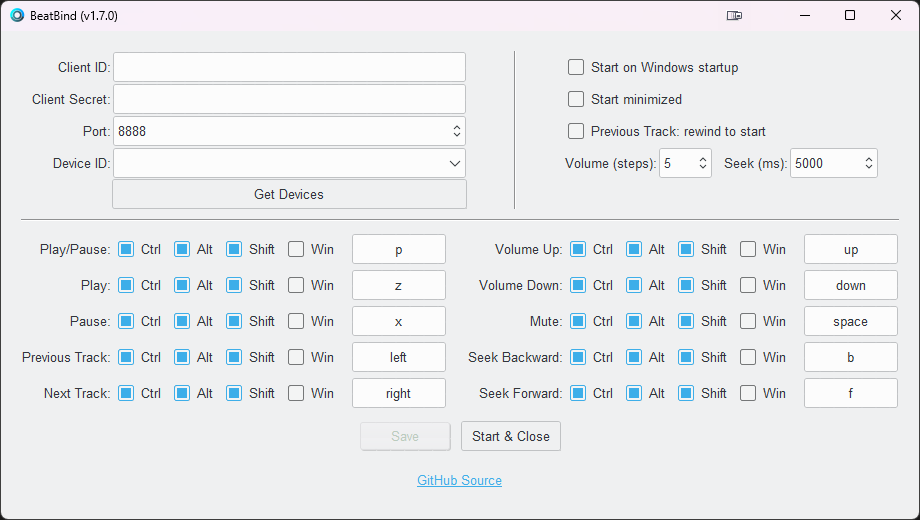 BeatBind (v1.7.0)
Client ID:
Client Secret:
Port: 8888
Device ID:
Get Devices
Start on Windows startup
Start minimized
Previous Track: rewind to start
Volume (steps): 5 Seek (ms): 5000
Play/Pause: Ctrl Alt Shift Win p
Play: Ctrl Alt Shift Win z
Pause: Ctrl Alt Shift Win x
Previous Track: Ctrl Alt Shift Win left
Next Track: Ctrl Alt Shift Win right
Volume Up: Ctrl Alt Shift Win up
Volume Down: Ctrl Alt Shift Win down
Mute: Ctrl Alt Shift Win space
Seek Backward: Ctrl Alt Shift Win b
Seek Forward: Ctrl Alt Shift Win f
Save Start & Close
GitHub Source